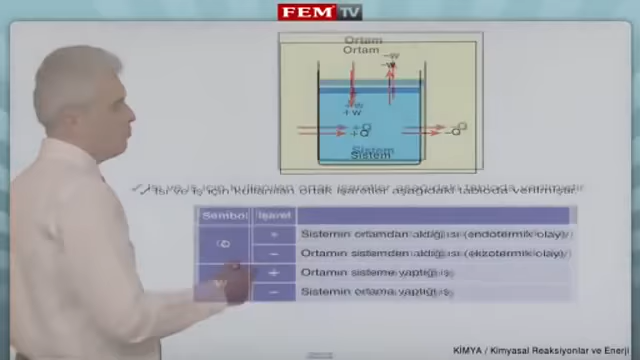 FEM TV
Ortam
-w
+w
+Q
-Q
Sistem
✓ Isı ve iş için kullanılan ortak işaretler aşağıdaki tabloda verilmiştir.
Sembol İşaret
Q + Sistemin ortamdan aldığı ısı (endotermik olay)
- Ortamın sistemden aldığı ısı (ekzotermik olay)
w + Ortamın sisteme yaptığı iş
- Sistemin ortama yaptığı iş
KİMYA / Kimyasal Reaksiyonlar ve Enerji